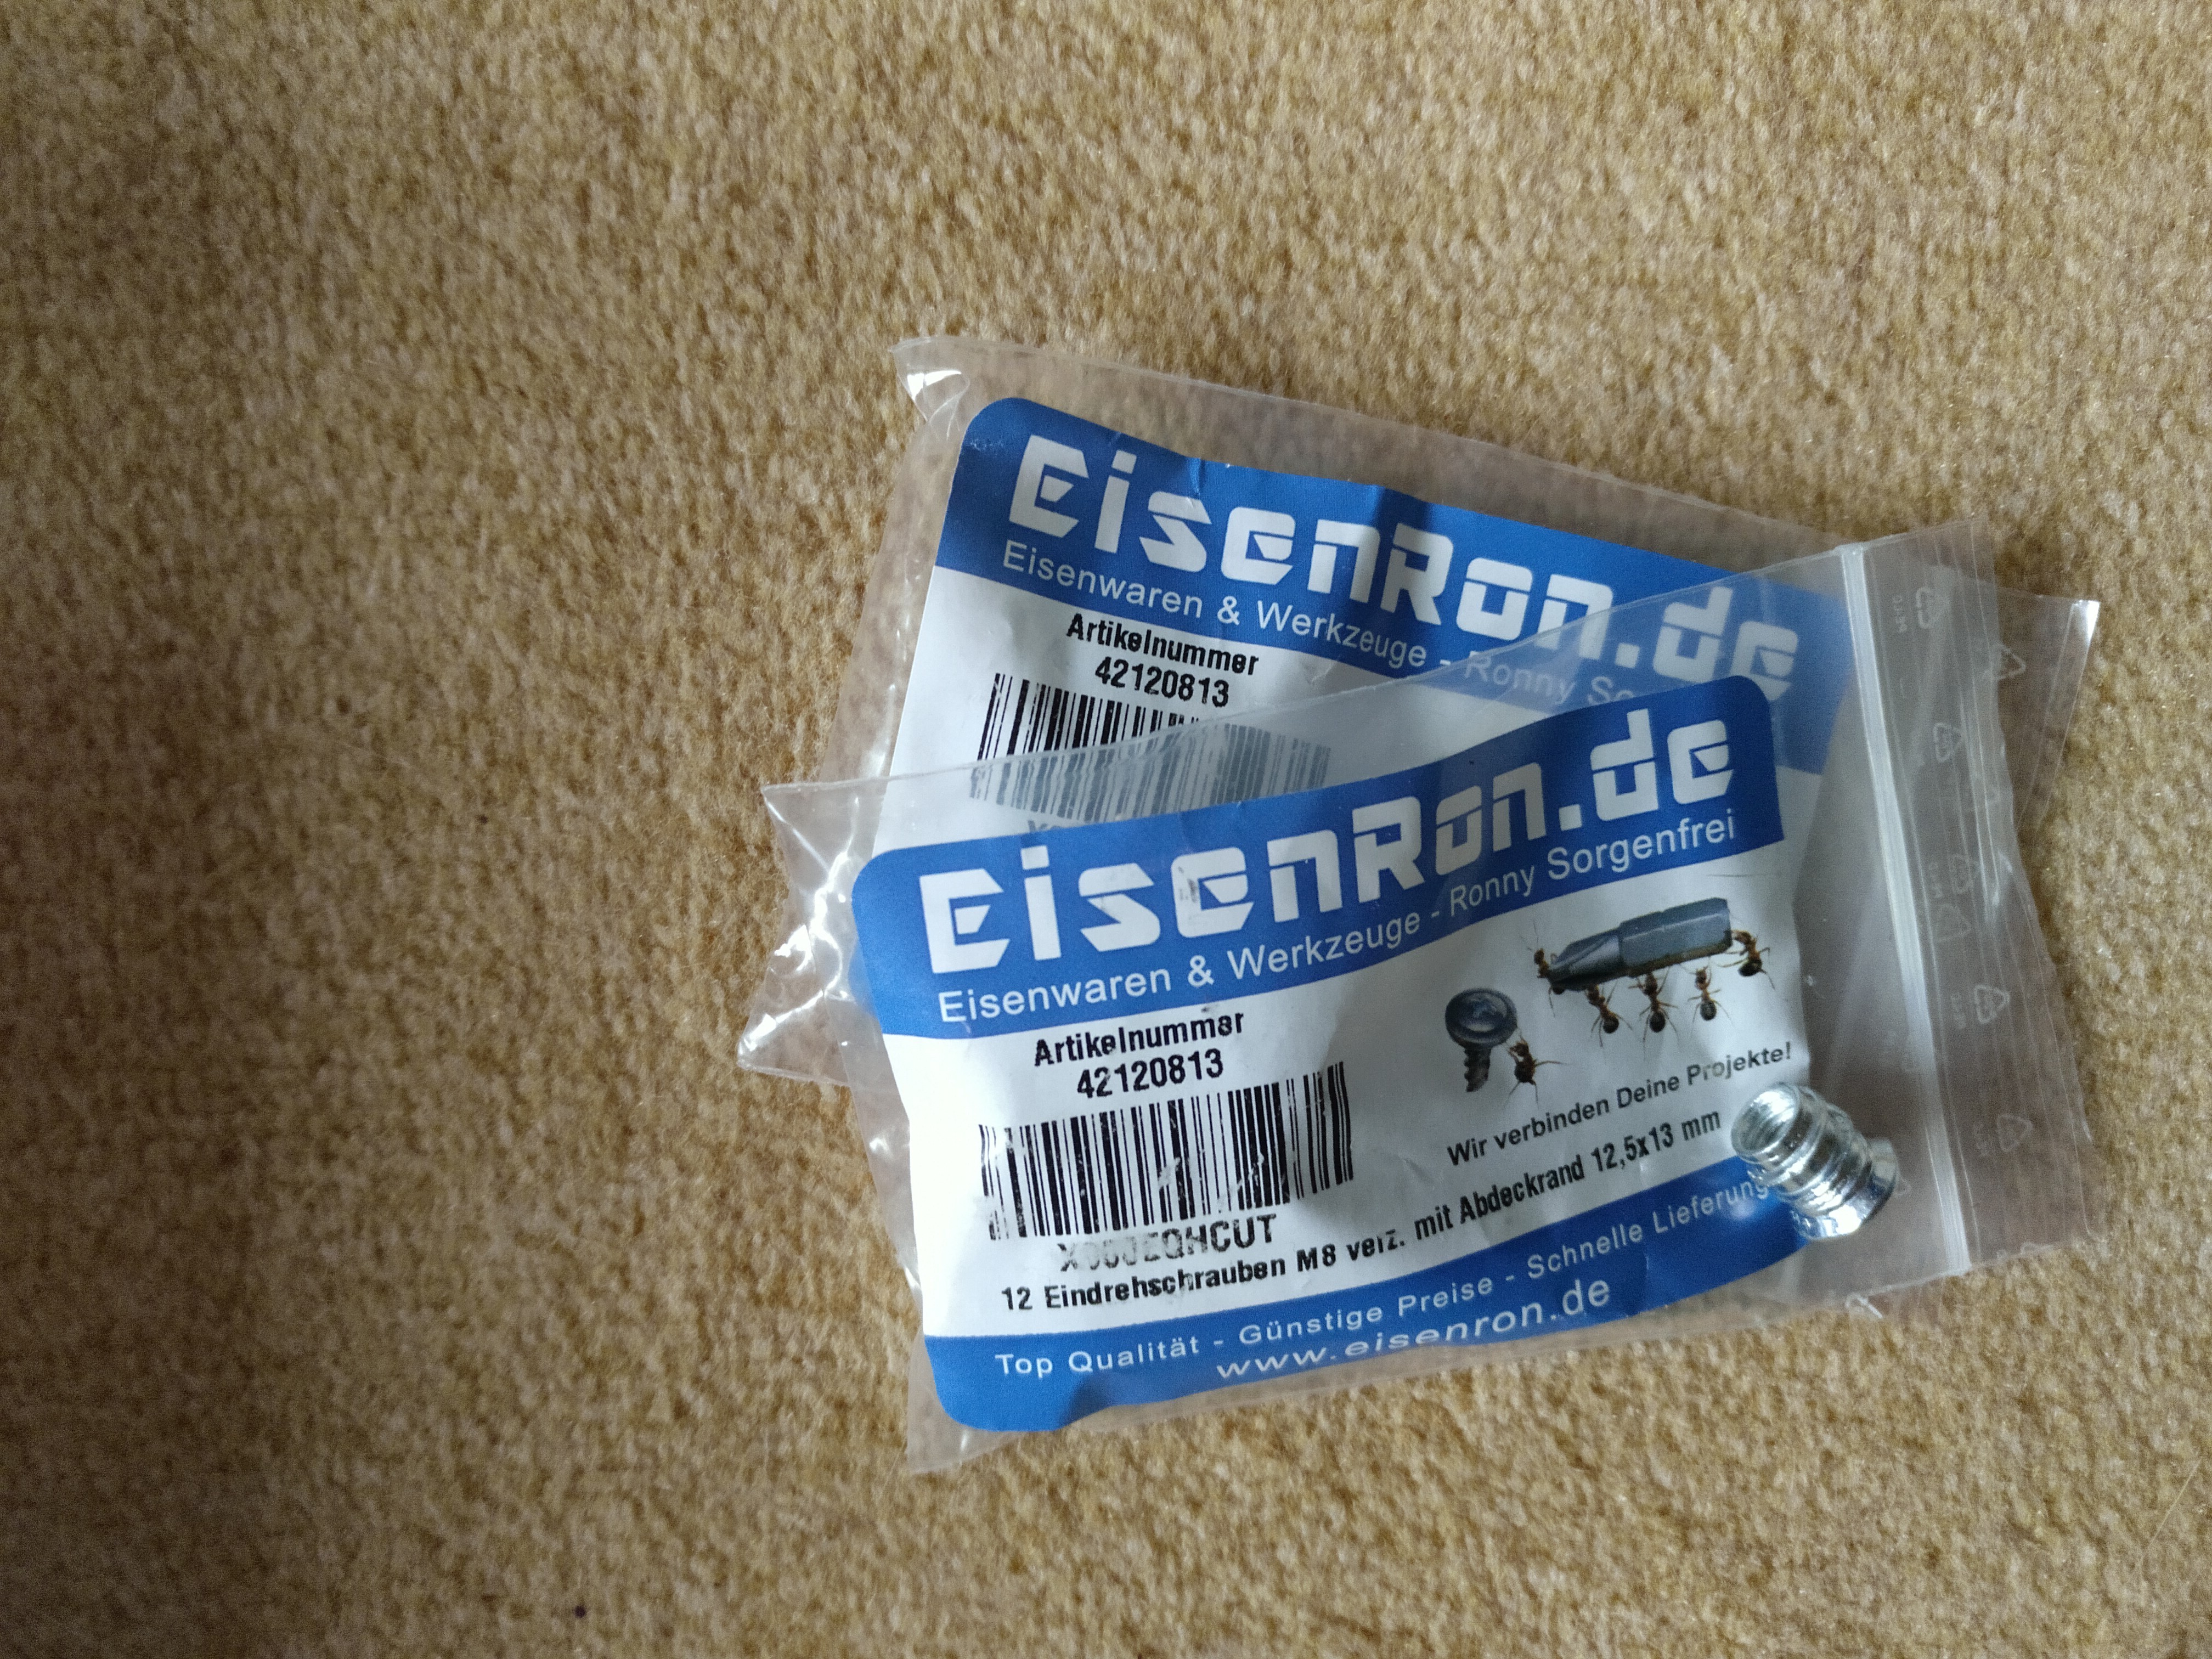 EisenRon.de
Eisenwaren & Werkzeuge - Ronny So
Artikelnummer
42120813
EisenRon.de
Eisenwaren & Werkzeuge - Ronny Sorgenfrei
Artikelnummer
42120813
Wir verbinden Deine Projekte!
12 Eindrehschrauben M8 verz. mit Abdeckrand 12,5x13 mm
Top Qualität - Günstige Preise - Schnelle Lieferung
www.eisenron.de